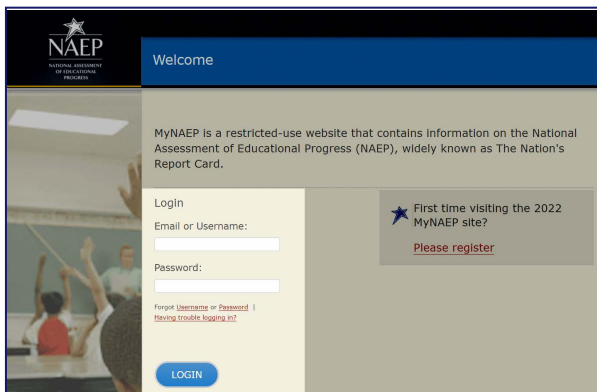 NAEP
NATIONAL ASSESSMENT
OF EDUCATIONAL
PROGRESS
Welcome
MyNAEP is a restricted-use website that contains information on the National
Assessment of Educational Progress (NAEP), widely known as The Nation's
Report Card.
Login
Email or Username:
Password:
Forgot Username or Password |
Having trouble logging in?
LOGIN
First time visiting the 2022
MyNAEP site?
Please register